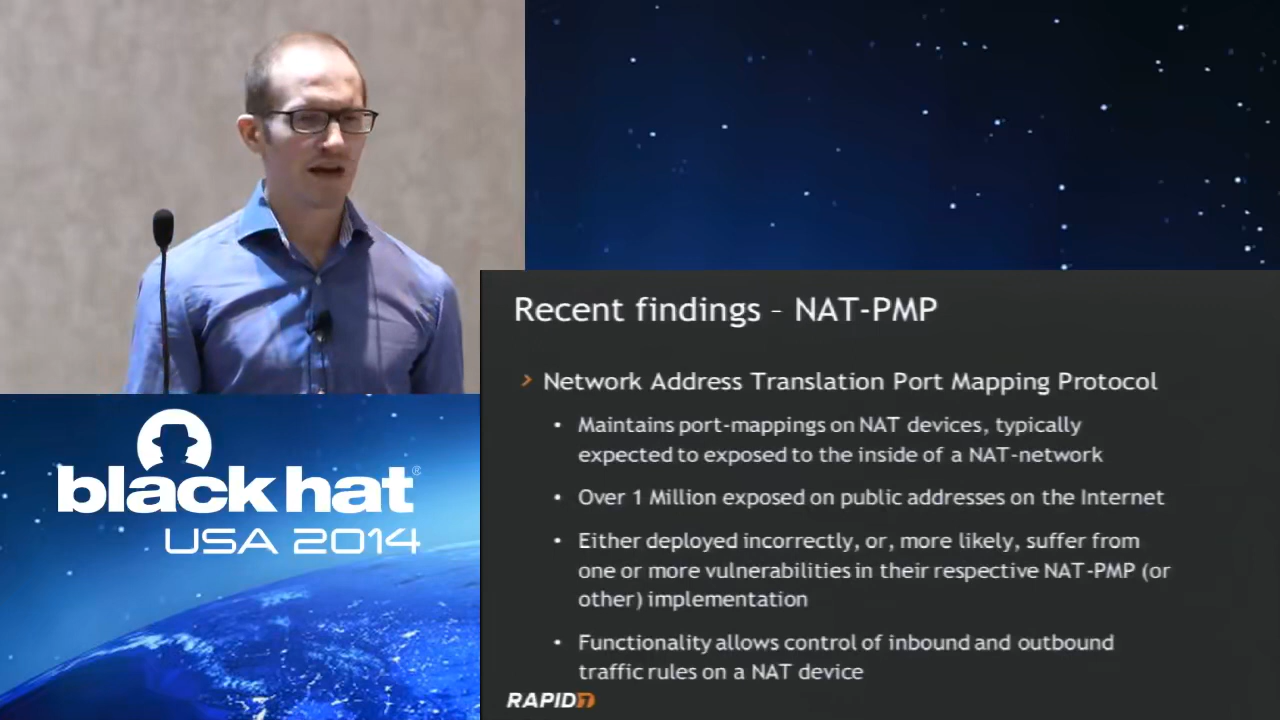 black hat®
USA 2014
Recent findings – NAT-PMP
Network Address Translation Port Mapping Protocol
Maintains port-mappings on NAT devices, typically
expected to exposed to the inside of a NAT-network
Over 1 Million exposed on public addresses on the Internet
Either deployed incorrectly, or, more likely, suffer from
one or more vulnerabilities in their respective NAT-PMP (or
other) implementation
Functionality allows control of inbound and outbound
traffic rules on a NAT device
RAPID7